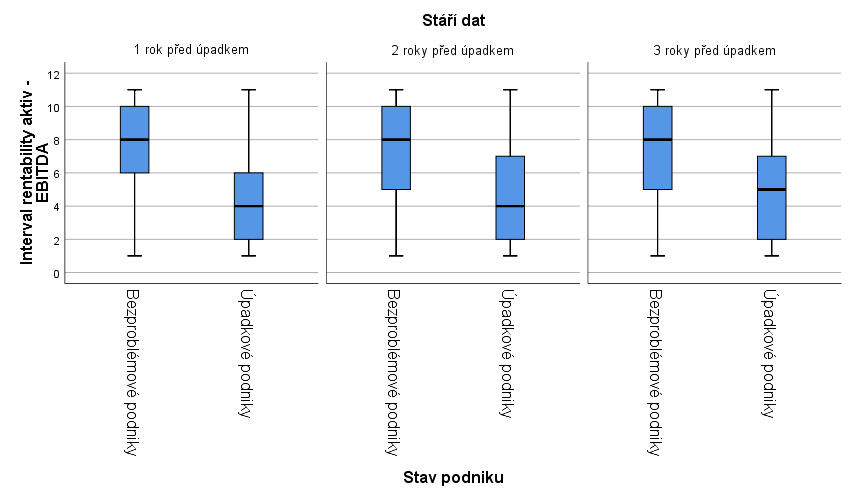 Stáří dat
1 rok před úpadkem
2 roky před úpadkem
3 roky před úpadkem
Interval rentability aktiv -
EBITDA
12
10
8
6
4
2
0
Bezproblémové podniky
Úpadkové podniky
Bezproblémové podniky
Úpadkové podniky
Bezproblémové podniky
Úpadkové podniky
Stav podniku